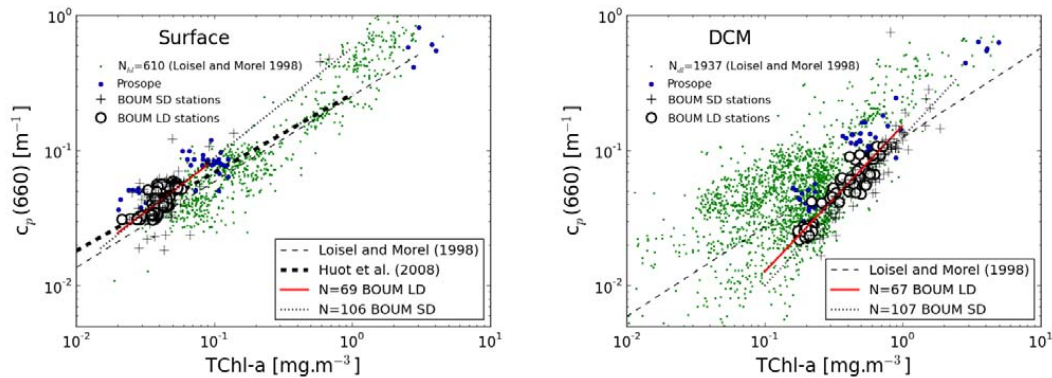 Surface
N_bl=610 (Loisel and Morel 1998)
Prosope
BOUM SD stations
BOUM LD stations
Loisel and Morel (1998)
Huot et al. (2008)
N=69 BOUM LD
N=106 BOUM SD
c_p(660) [m⁻¹]
10⁰
10⁻¹
10⁻²
10⁻² 10⁻¹ 10⁰ 10¹
TChl-a [mg.m⁻³]
DCM
=1937 (Loisel and Morel 1998)
Prosope
BOUM SD stations
BOUM LD stations
Loisel and Morel (1998)
N=67 BOUM LD
N=107 BOUM SD
c_p(660) [m⁻¹]
10⁰
10⁻¹
10⁻²
10⁻² 10⁻¹ 10⁰ 10¹
TChl-a [mg.m⁻³]